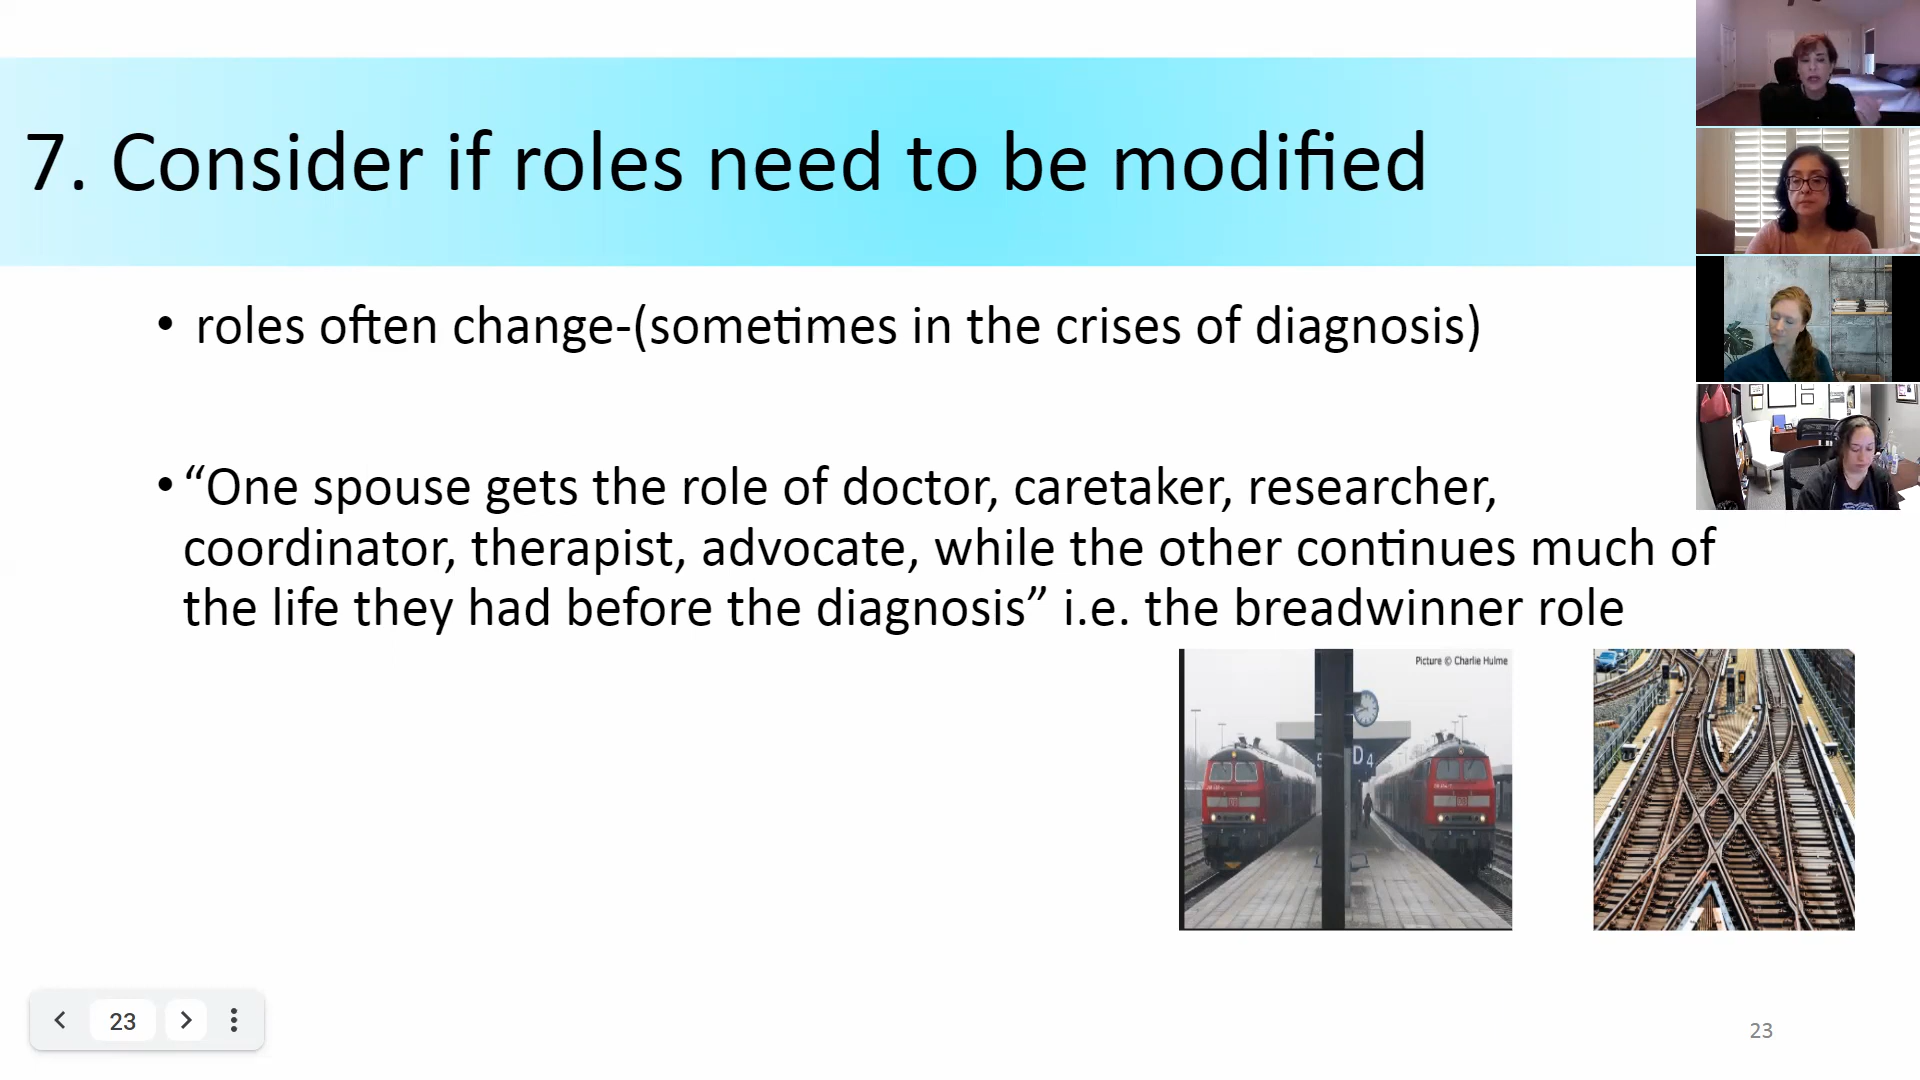 7. Consider if roles need to be modified
• roles often change-(sometimes in the crises of diagnosis)
• “One spouse gets the role of doctor, caretaker, researcher,
coordinator, therapist, advocate, while the other continues much of
the life they had before the diagnosis” i.e. the breadwinner role
Picture © Charlie Hulme
5 D 4
23
23